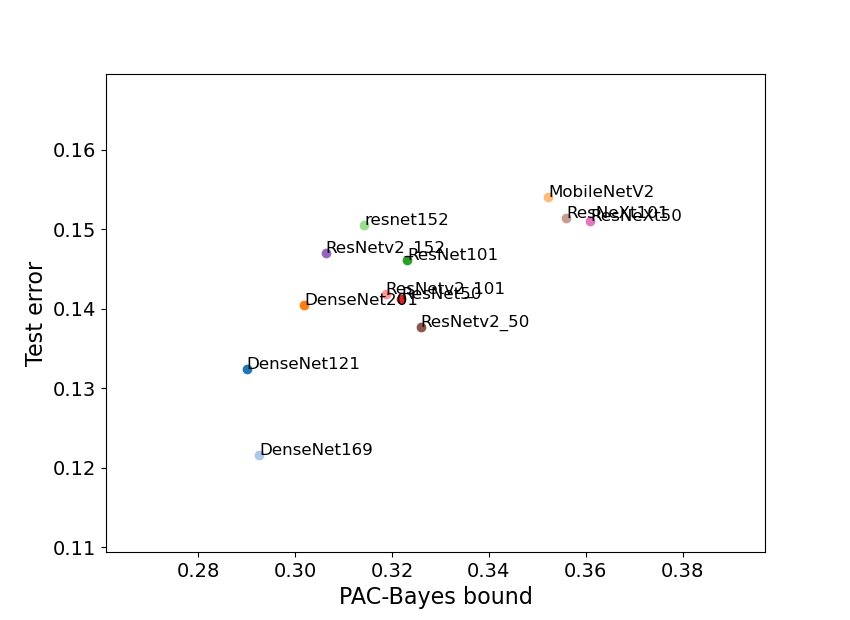 0.16
MobileNetV2
ResNeXt101
ResNeXt50
resnet152
0.15
ResNetv2_152
ResNet101
ResNetv2_101
ResNet50
DenseNet201
0.14
ResNetv2_50
Test error
DenseNet121
0.13
DenseNet169
0.12
0.11
0.28 0.30 0.32 0.34 0.36 0.38
PAC-Bayes bound